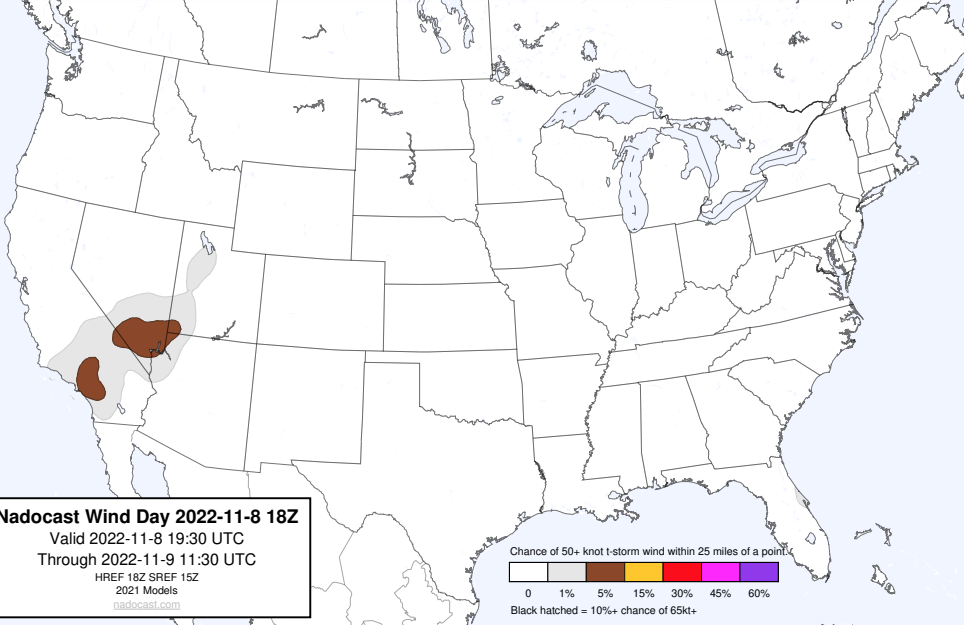 Nadocast Wind Day 2022-11-8 18Z
Valid 2022-11-8 19:30 UTC
Through 2022-11-9 11:30 UTC
HREF 18Z SREF 15Z
2021 Models
nadocast.com
Chance of 50+ knot t-storm wind within 25 miles of a point.
0 1% 5% 15% 30% 45% 60%
Black hatched = 10%+ chance of 65kt+